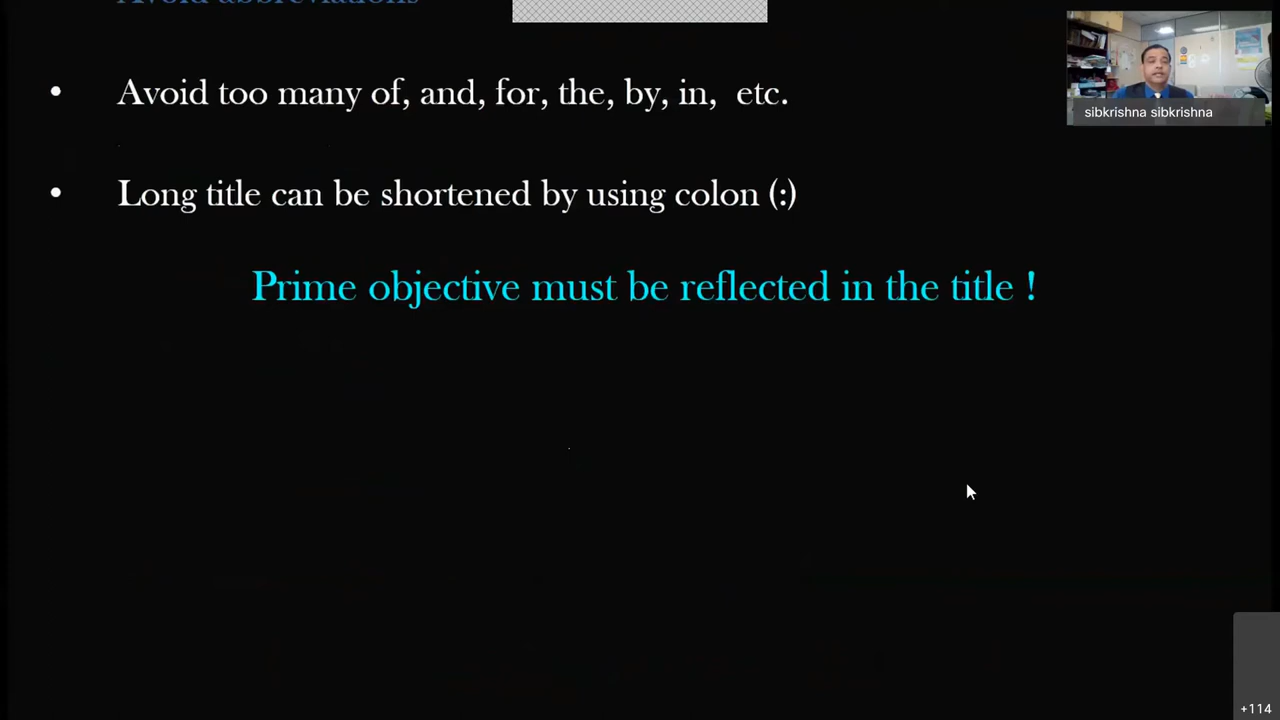 Avoid abbreviations
• Avoid too many of, and, for, the, by, in, etc.
• Long title can be shortened by using colon (:)
Prime objective must be reflected in the title !
sibkrishna sibkrishna
+114